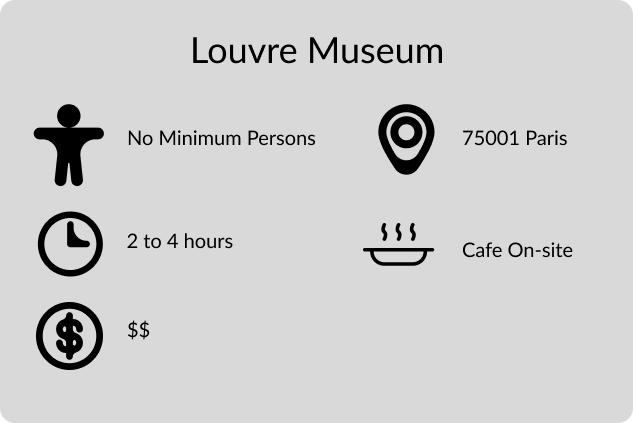 Louvre Museum
No Minimum Persons
75001 Paris
2 to 4 hours
Cafe On-site
$$